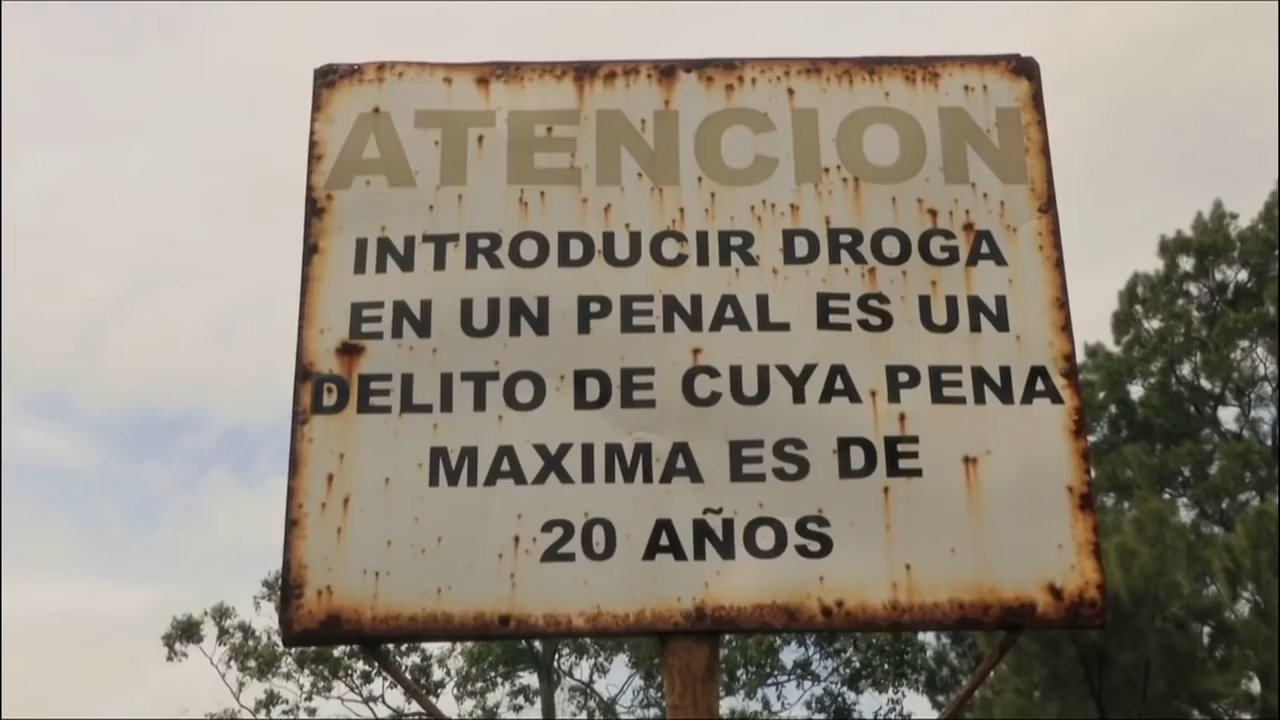 ATENCION
INTRODUCIR DROGA
EN UN PENAL ES UN
DELITO DE CUYA PENA
MAXIMA ES DE
20 AÑOS